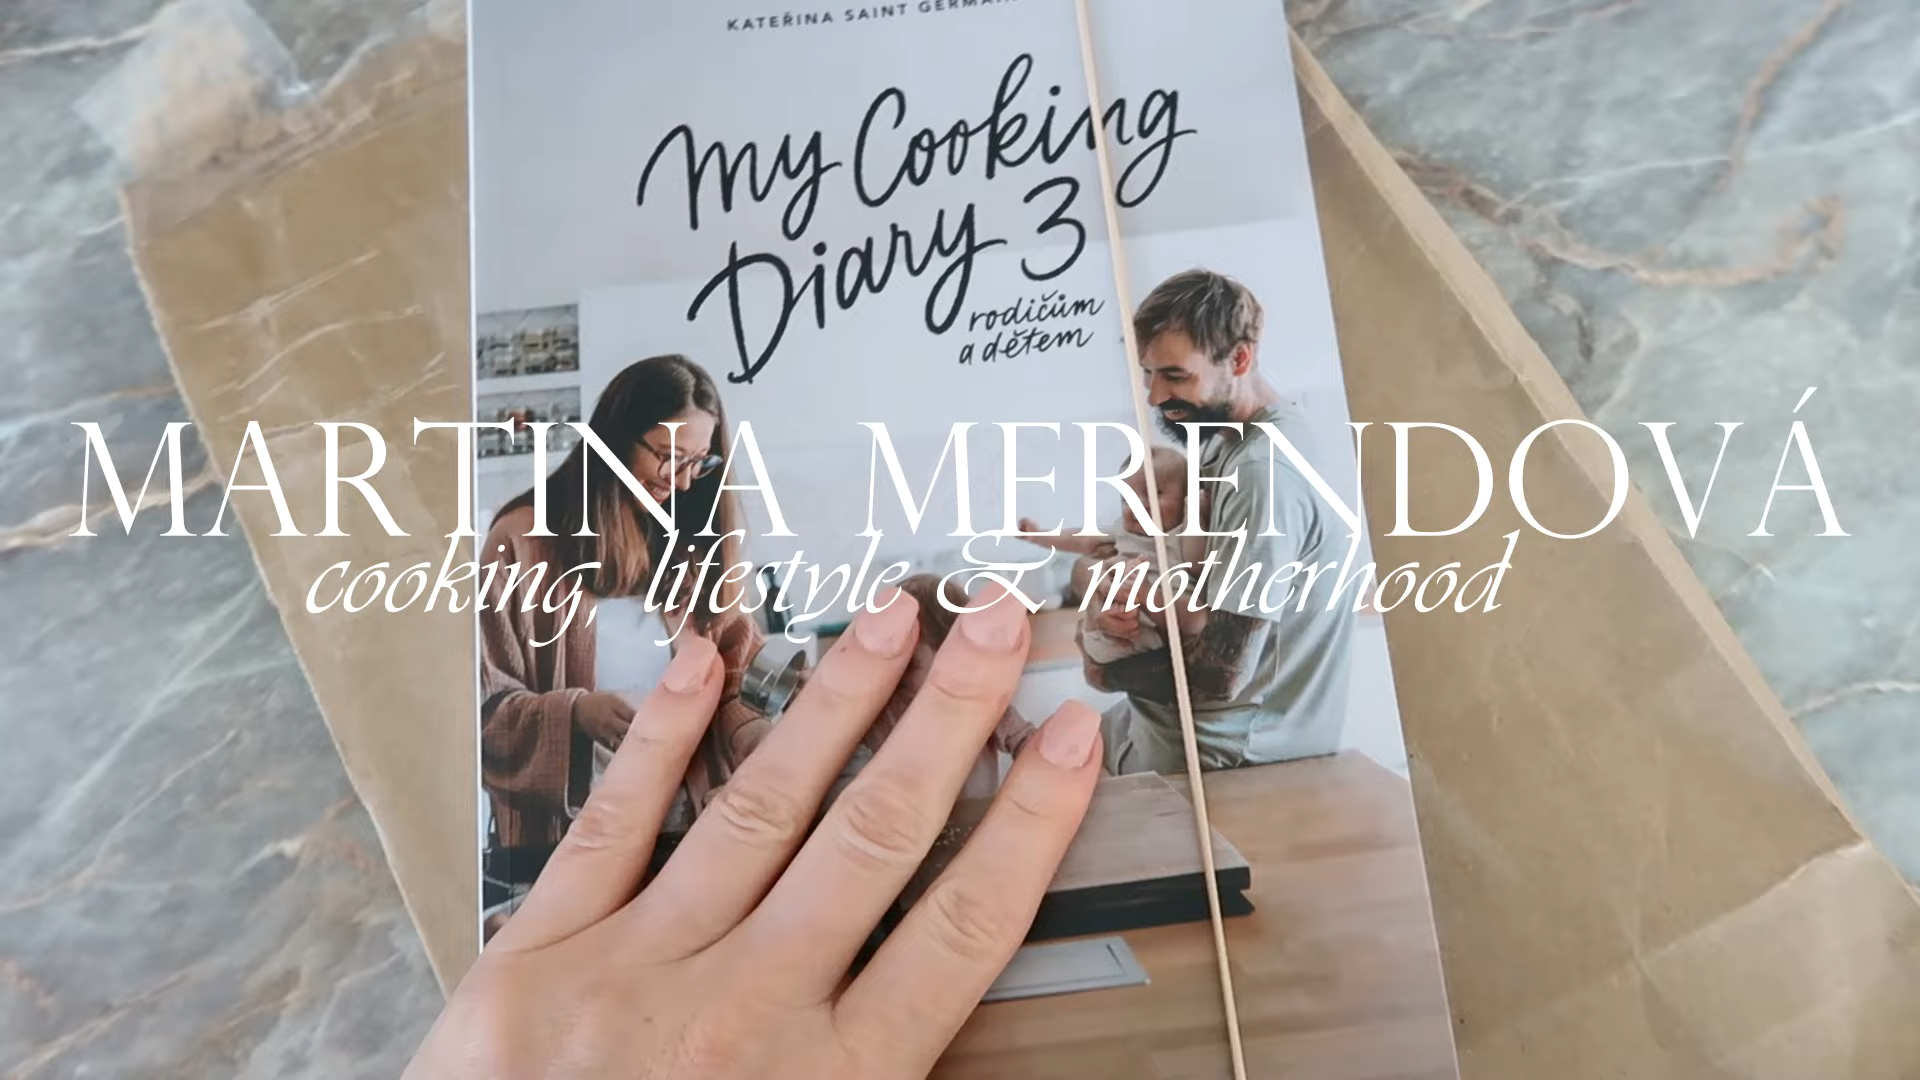 KATEŘINA SAINT GERMAIN
My Cooking
Diary 3
rodičům
a dětem
MARTINA MERENDOVÁ
cooking, lifestyle & motherhood